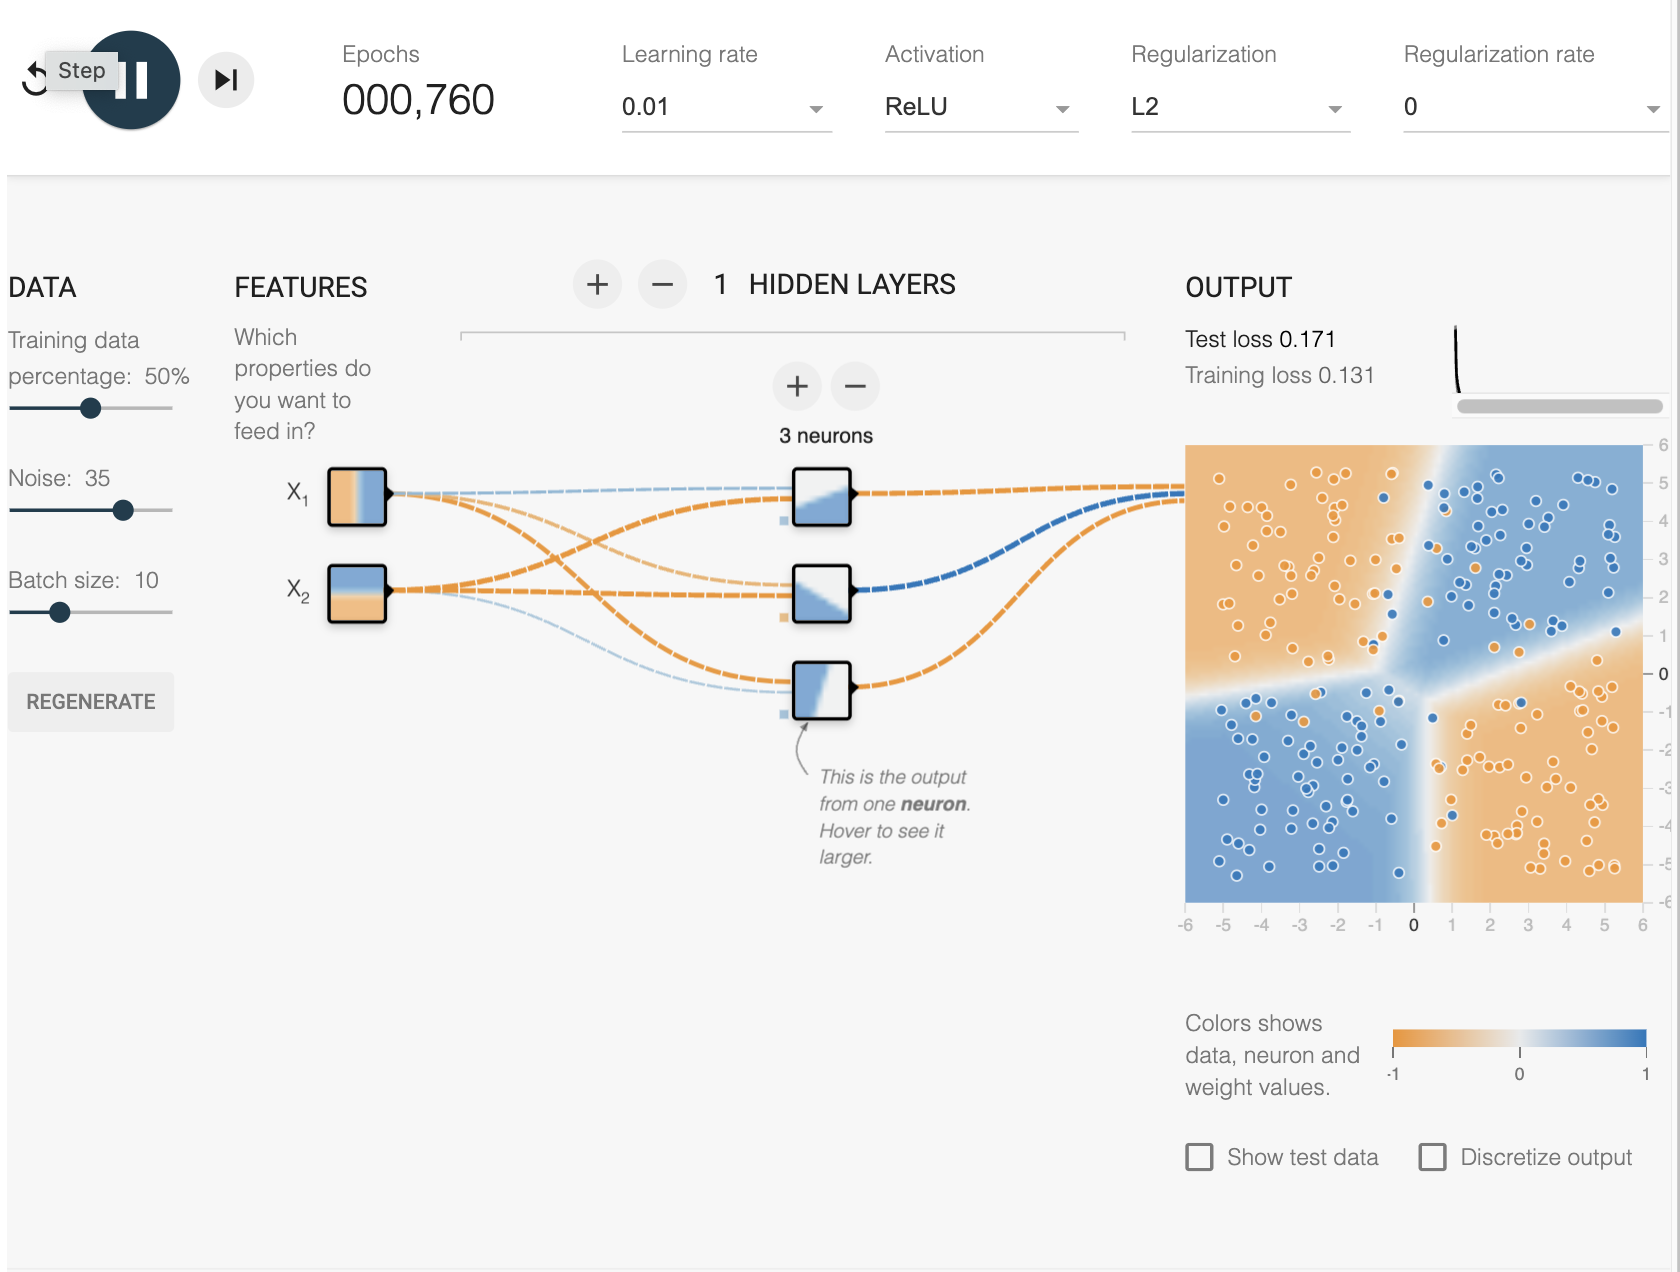 Step
Epochs
000,760
Learning rate
0.01
Activation
ReLU
Regularization
L2
Regularization rate
0
DATA
Training data
percentage: 50%
Noise: 35
Batch size: 10
REGENERATE
FEATURES
Which
properties do
you want to
feed in?
X1
X2
+ − 1 HIDDEN LAYERS
+ −
3 neurons
This is the output
from one neuron.
Hover to see it
larger.
OUTPUT
Test loss 0.171
Training loss 0.131
6
5
4
3
2
1
0
-1
-2
-3
-4
-5
-6
-6 -5 -4 -3 -2 -1 0 1 2 3 4 5 6
Colors shows
data, neuron and
weight values.
-1 0 1
Show test data
Discretize output